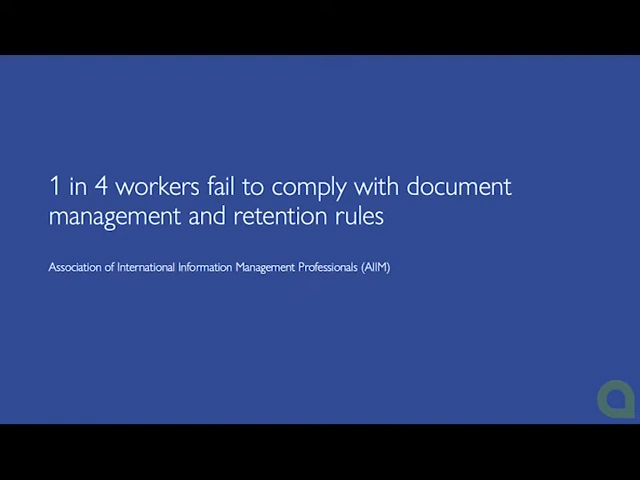 1 in 4 workers fail to comply with document
management and retention rules
Association of International Information Management Professionals (AIIM)